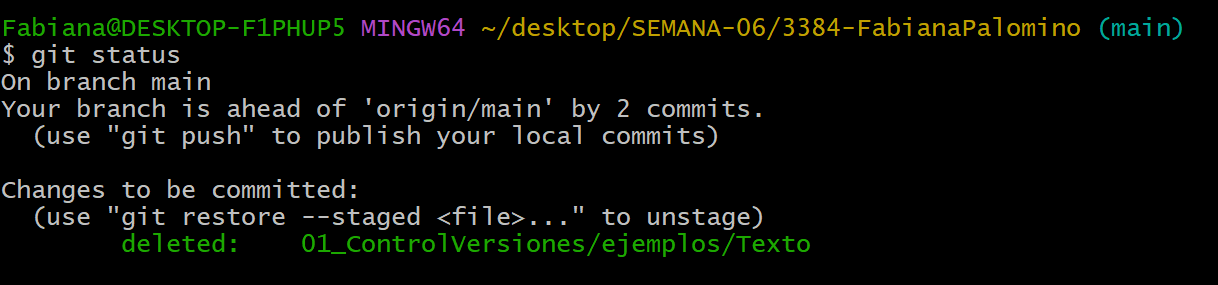 Fabiana@DESKTOP-F1PHUP5 MINGW64 ~/desktop/SEMANA-06/3384-FabianaPalomino (main)
$ git status
On branch main
Your branch is ahead of 'origin/main' by 2 commits.
  (use "git push" to publish your local commits)

Changes to be committed:
  (use "git restore --staged <file>..." to unstage)
        deleted:    01_ControlVersiones/ejemplos/Texto